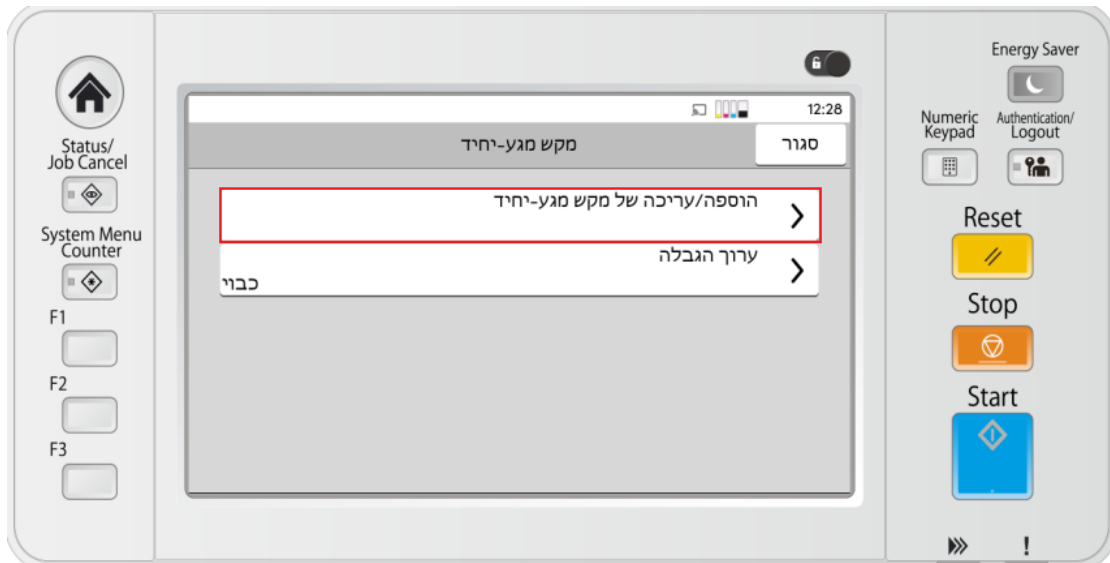 Energy Saver
12:28
Numeric
Keypad
Authentication/
Logout
Status/
Job Cancel
מקש מגע-יחיד
סגור
הוספה/עריכה של מקש מגע-יחיד
System Menu
Counter
Reset
ערוך הגבלה
כבוי
F1
Stop
F2
Start
F3
!